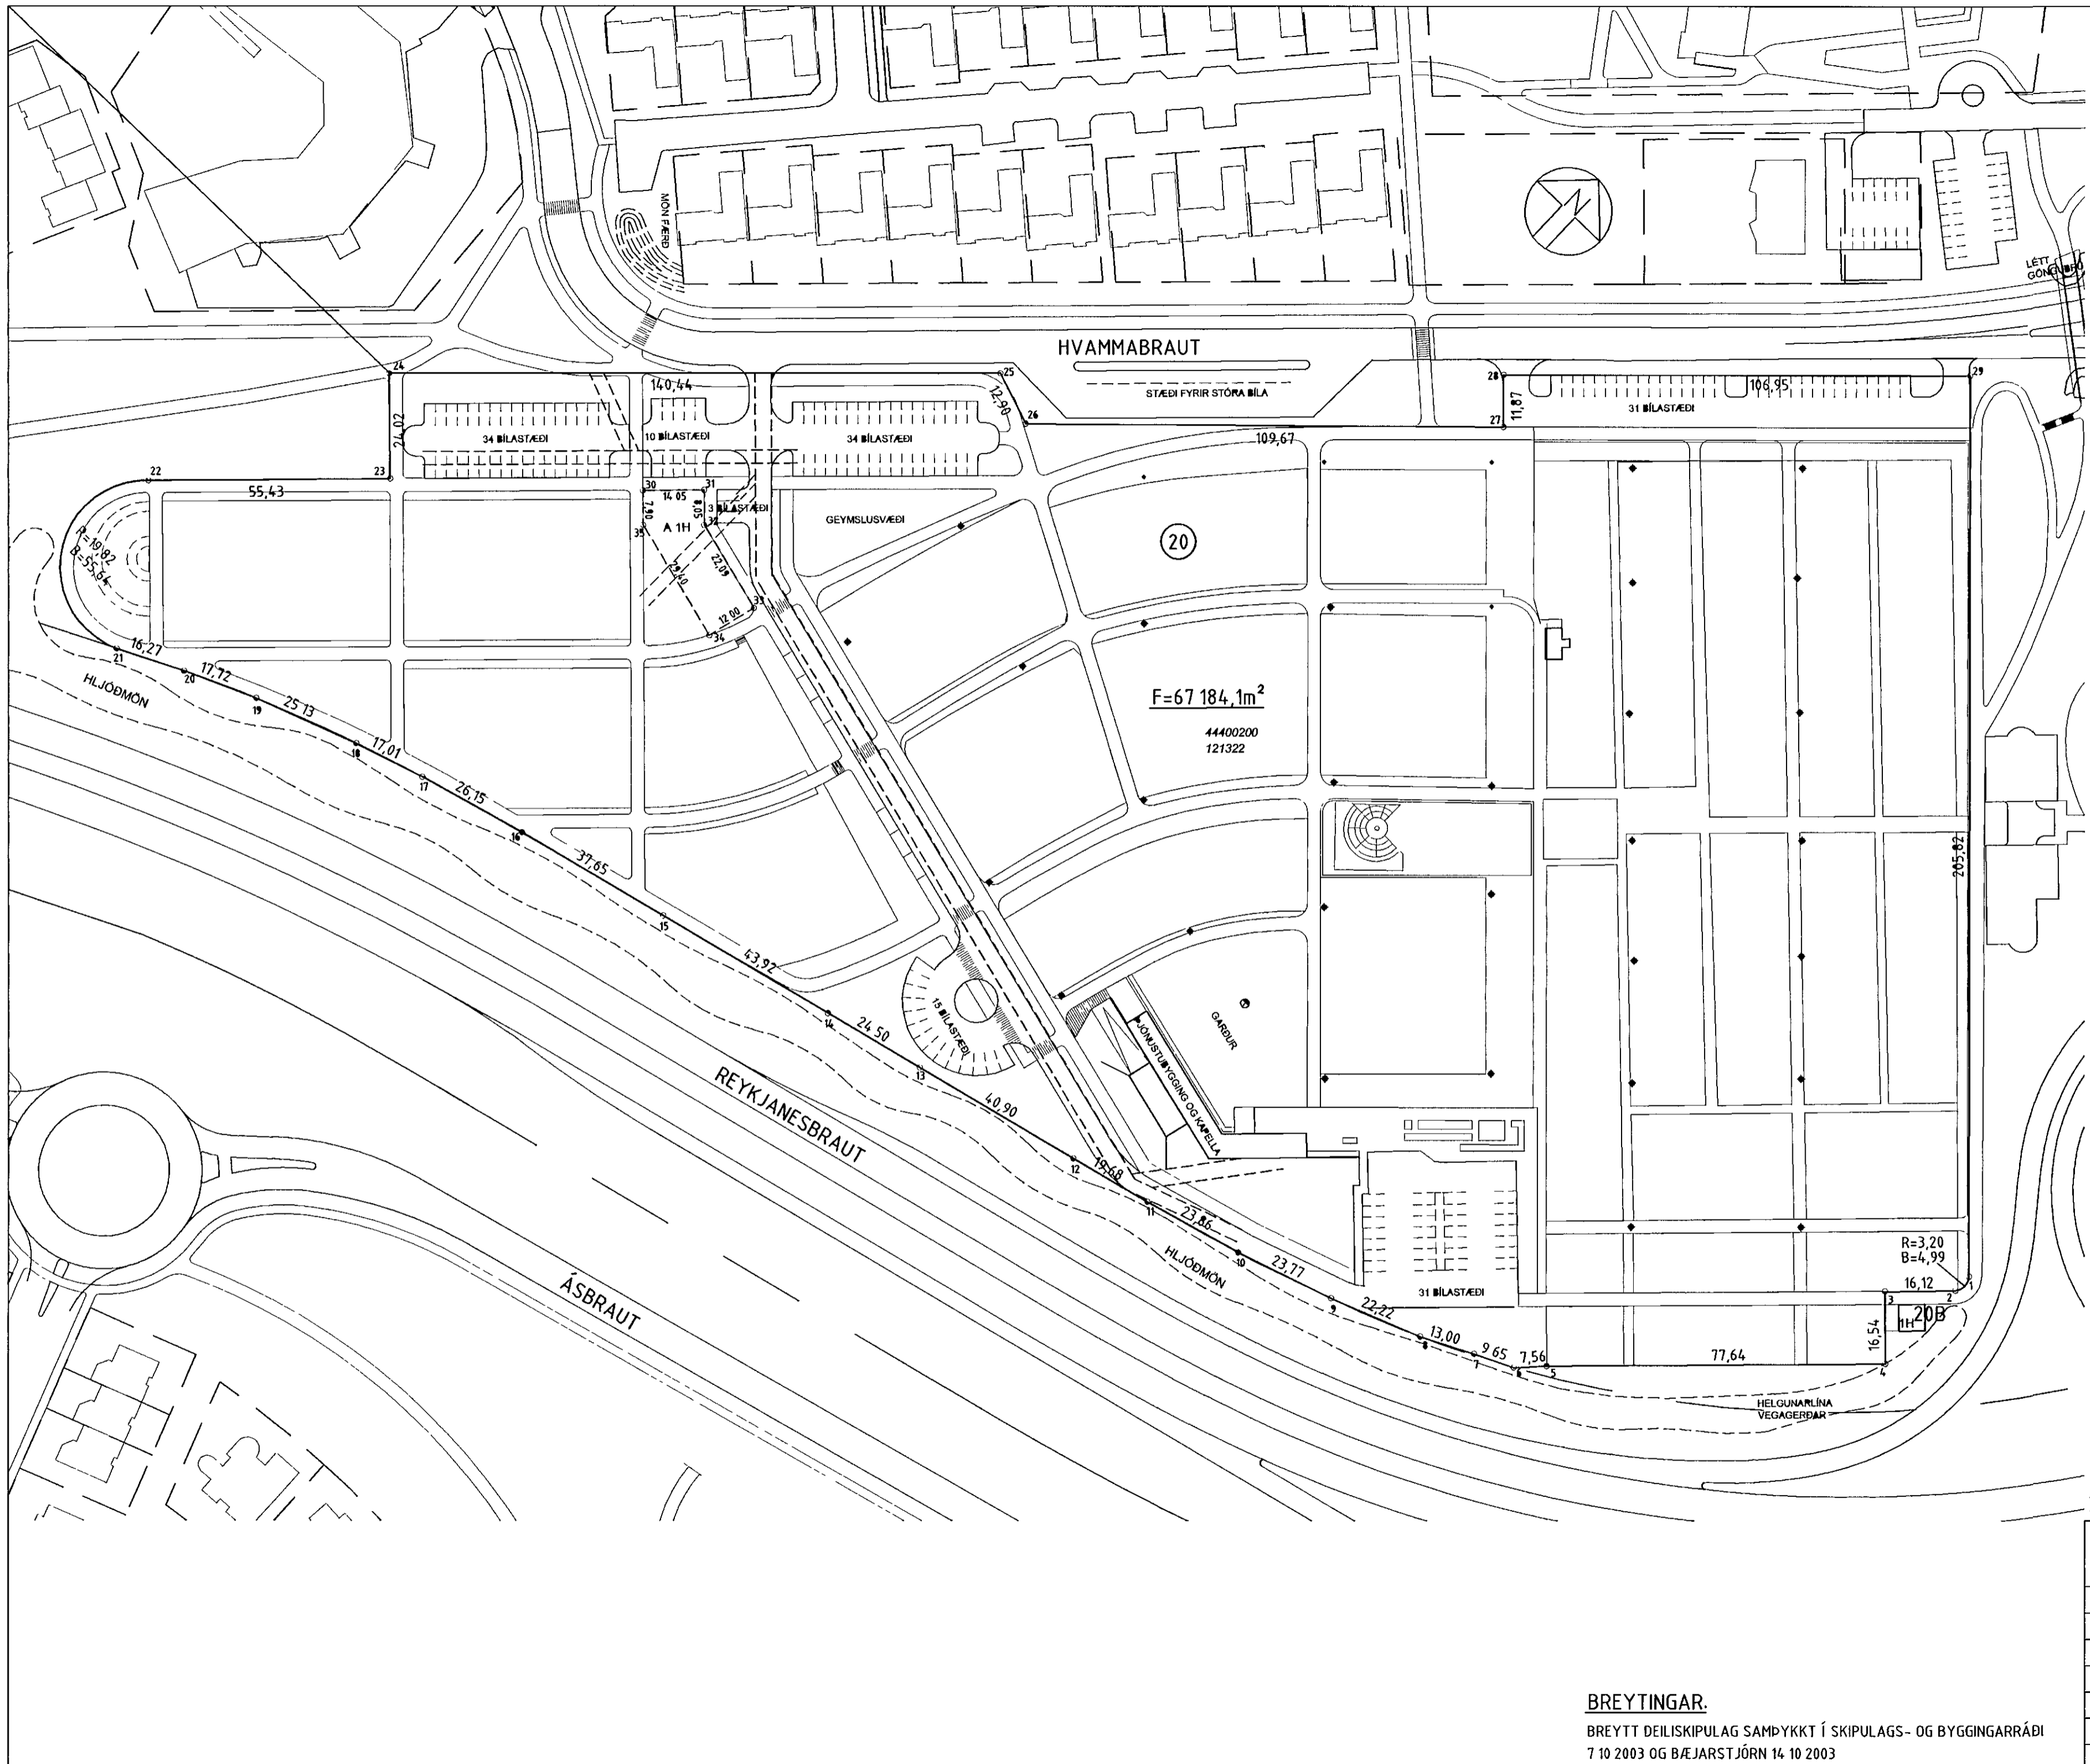 MÖN FÆRÐ
N
LÉTT
HVAMMABRAUT
STÆÐI FYRIR STÓRA BÍLA
24
140,44
25
12,90
26
28
106,95
29
31 BÍLASTÆÐI
11,87
27
109,67
24,02
34 BÍLASTÆÐI
10 BÍLASTÆÐI
34 BÍLASTÆÐI
22
55,43
23
30
14 05
31
7,90
8,05
3 BÍLASTÆÐI
32
35
A 1H
GEYMSLUSVÆÐI
20
R=19,82
B=55,64
22,09
29,40
33
12 00
34
21
16,27
20
17,72
19
25 13
18
17,01
17
26,15
16
37,65
15
43,92
14
24 50
13
40,90
12
19,68
11
23,86
10
23,77
9
22,22
8
13,00
7
9 65
6
7,56
5
77,64
4
16,54
3
16,12
2
1
R=3,20
B=4,99
1H
20B
205,82
HLJÓÐMÖN
F=67 184,1m²
44400200
121322
15 BÍLASTÆÐI
GARÐUR
ÞJÓNUSTUBYGGING OG KAPELLA
REYKJANESBRAUT
HLJÓÐMÖN
31 BÍLASTÆÐI
ÁSBRAUT
HELGUNARLÍNA
VEGAGERÐAR
BREYTINGAR.
BREYTT DEILISKIPULAG SAMÞYKKT Í SKIPULAGS- OG BYGGINGARRÁÐI
7 10 2003 OG BÆJARSTJÓRN 14 10 2003